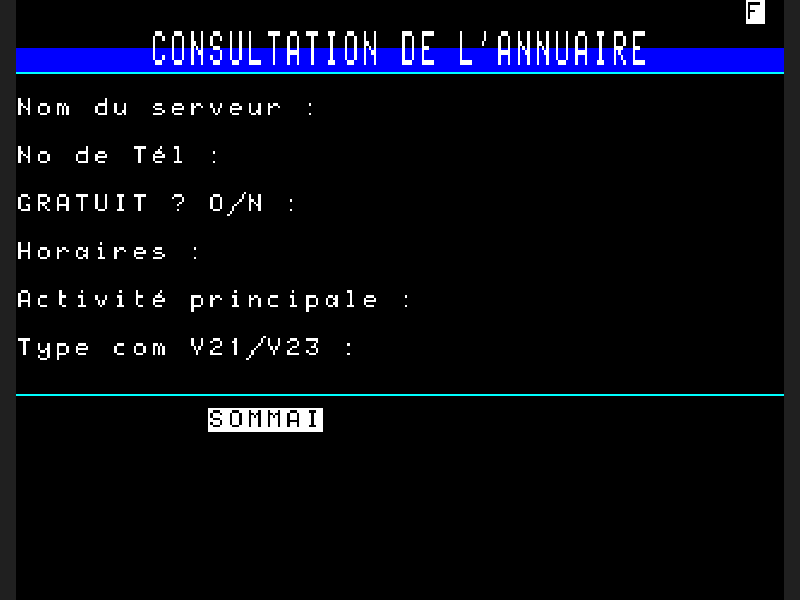 F
CONSULTATION DE L'ANNUAIRE
Nom du serveur :
No de Tél :
GRATUIT ? O/N :
Horaires :
Activité principale :
Type com V21/V23 :
SOMMAI